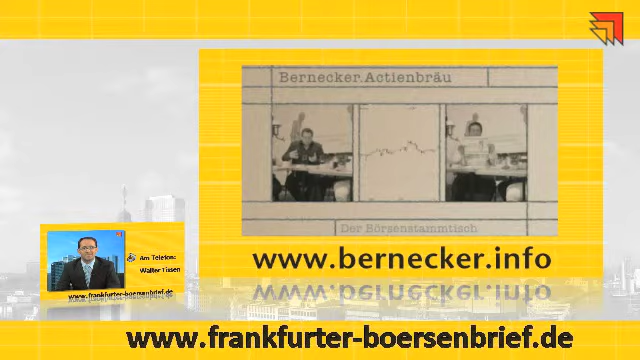 Bernecker.Actienbräu
Der Börsenstammtisch
www.bernecker.info
Am Telefon:
Walter Tissen
www.frankfurter-boersenbrief.de
www.frankfurter-boersenbrief.de